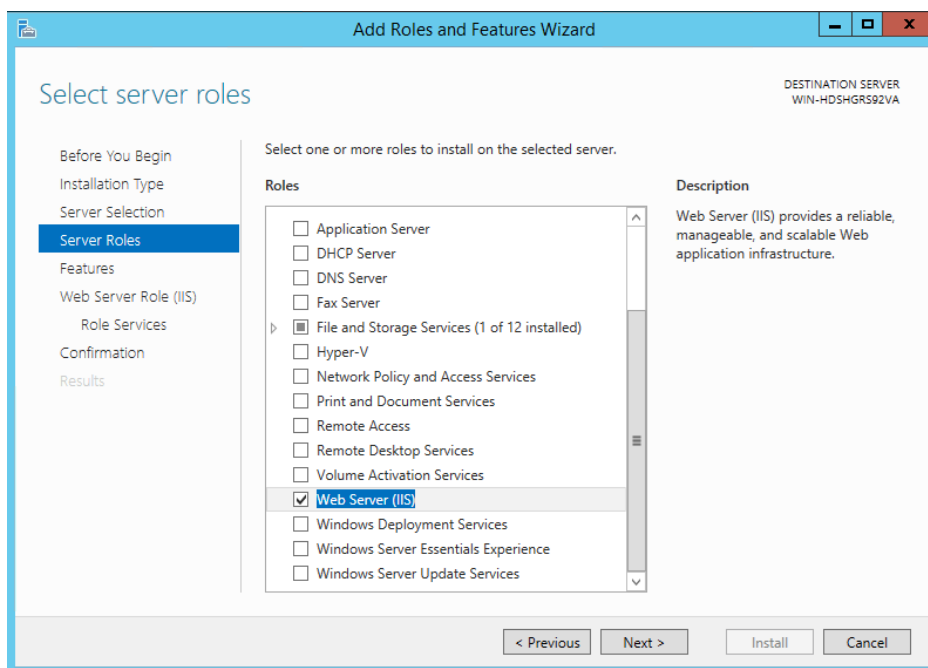 Add Roles and Features Wizard
Select server roles
DESTINATION SERVER
WIN-HDSHGRS92VA
Before You Begin
Installation Type
Server Selection
Server Roles
Features
Web Server Role (IIS)
Role Services
Confirmation
Results
Select one or more roles to install on the selected server.
Roles
Application Server
DHCP Server
DNS Server
Fax Server
File and Storage Services (1 of 12 installed)
Hyper-V
Network Policy and Access Services
Print and Document Services
Remote Access
Remote Desktop Services
Volume Activation Services
Web Server (IIS)
Windows Deployment Services
Windows Server Essentials Experience
Windows Server Update Services
Description
Web Server (IIS) provides a reliable,
manageable, and scalable Web
application infrastructure.
< Previous
Next >
Install
Cancel